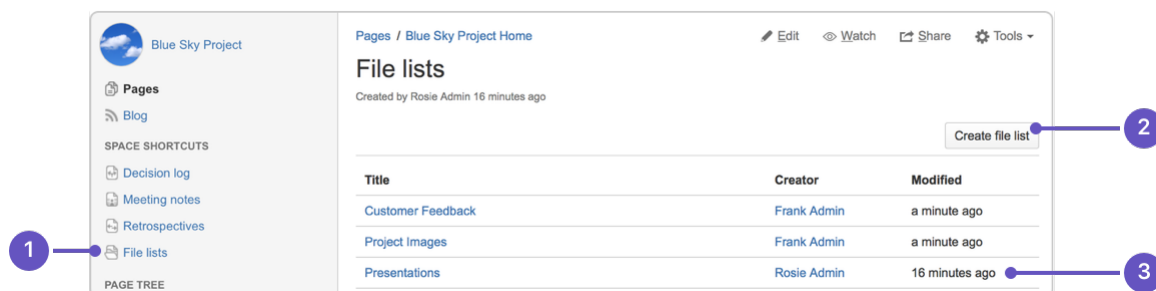 Blue Sky Project
Pages
Blog
SPACE SHORTCUTS
Decision log
Meeting notes
Retrospectives
File lists
PAGE TREE
Pages / Blue Sky Project Home
Edit Watch Share Tools
File lists
Created by Rosie Admin 16 minutes ago
Create file list
Title Creator Modified
Customer Feedback Frank Admin a minute ago
Project Images Frank Admin a minute ago
Presentations Rosie Admin 16 minutes ago
1
2
3